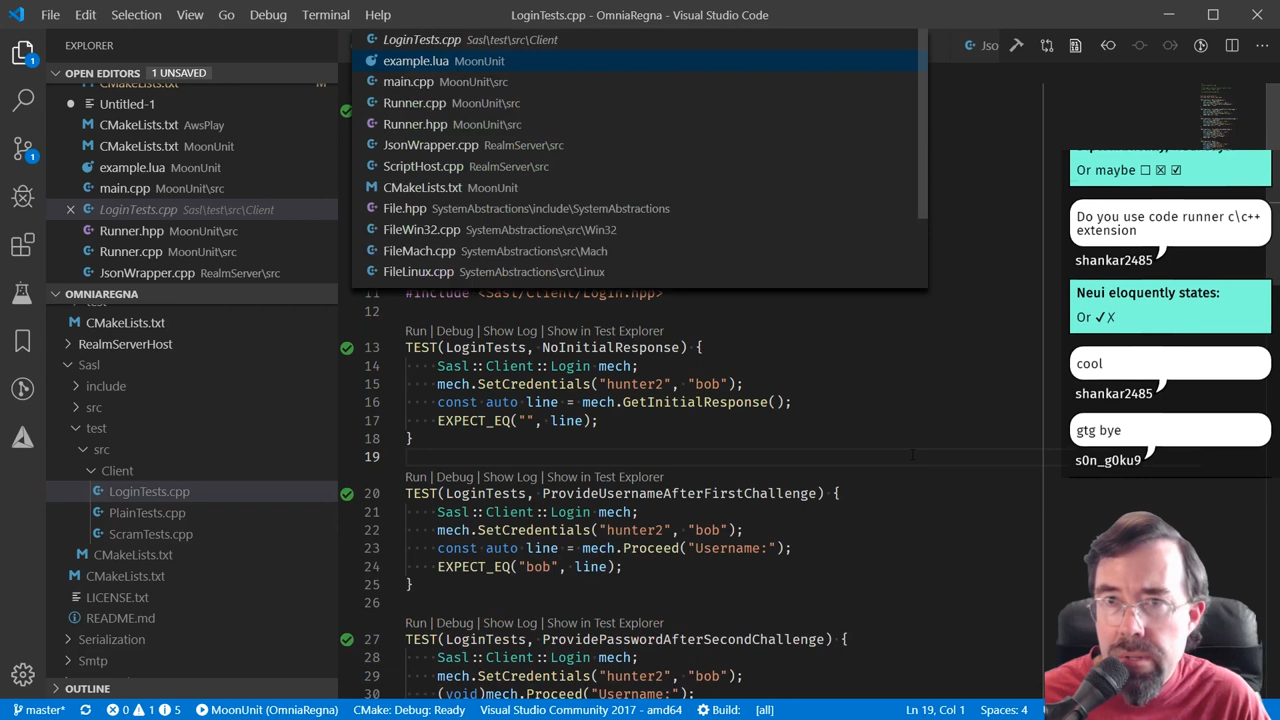 File Edit Selection View Go Debug Terminal Help
LoginTests.cpp - OmniaRegna - Visual Studio Code
EXPLORER
OPEN EDITORS 1 UNSAVED
CMakeLists.txt
Untitled-1
CMakeLists.txt AwsPlay
CMakeLists.txt MoonUnit
example.lua MoonUnit
main.cpp MoonUnit\src
LoginTests.cpp Sasl\test\src\Client
Runner.hpp MoonUnit\src
Runner.cpp MoonUnit\src
JsonWrapper.cpp RealmServer\src
OMNIAREGNA
test
CMakeLists.txt
RealmServerHost
Sasl
include
src
test
src
Client
LoginTests.cpp
PlainTests.cpp
ScramTests.cpp
CMakeLists.txt
CMakeLists.txt
LICENSE.txt
README.md
Serialization
Smtp
OUTLINE
LoginTests.cpp Sasl\test\src\Client
example.lua MoonUnit
main.cpp MoonUnit\src
Runner.cpp MoonUnit\src
Runner.hpp MoonUnit\src
JsonWrapper.cpp RealmServer\src
ScriptHost.cpp RealmServer\src
CMakeLists.txt MoonUnit
File.hpp SystemAbstractions\include\SystemAbstractions
FileWin32.cpp SystemAbstractions\src\Win32
FileMach.cpp SystemAbstractions\src\Mach
FileLinux.cpp SystemAbstractions\src\Linux
Jso
11 #include <Sasl/Client/Login.hpp>
12
Run | Debug | Show Log | Show in Test Explorer
13 TEST(LoginTests, NoInitialResponse) {
14 Sasl::Client::Login mech;
15 mech.SetCredentials("hunter2", "bob");
16 const auto line = mech.GetInitialResponse();
17 EXPECT_EQ("", line);
18 }
19
Run | Debug | Show Log | Show in Test Explorer
20 TEST(LoginTests, ProvideUsernameAfterFirstChallenge) {
21 Sasl::Client::Login mech;
22 mech.SetCredentials("hunter2", "bob");
23 const auto line = mech.Proceed("Username:");
24 EXPECT_EQ("bob", line);
25 }
26
Run | Debug | Show Log | Show in Test Explorer
27 TEST(LoginTests, ProvidePasswordAfterSecondChallenge) {
28 Sasl::Client::Login mech;
29 mech.SetCredentials("hunter2", "bob");
30 (void)mech.Proceed("Username:");
Or maybe ☐ ☒ ☑
Do you use code runner c\c++
extension
shankar2485
Neui eloquently states:
Or ✓ ✗
cool
shankar2485
gtg bye
s0n_g0ku9
master* 0 1 5 MoonUnit (OmniaRegna) CMake: Debug: Ready Visual Studio Community 2017 - amd64 Build: [all] Ln 19, Col 1 Spaces: 4